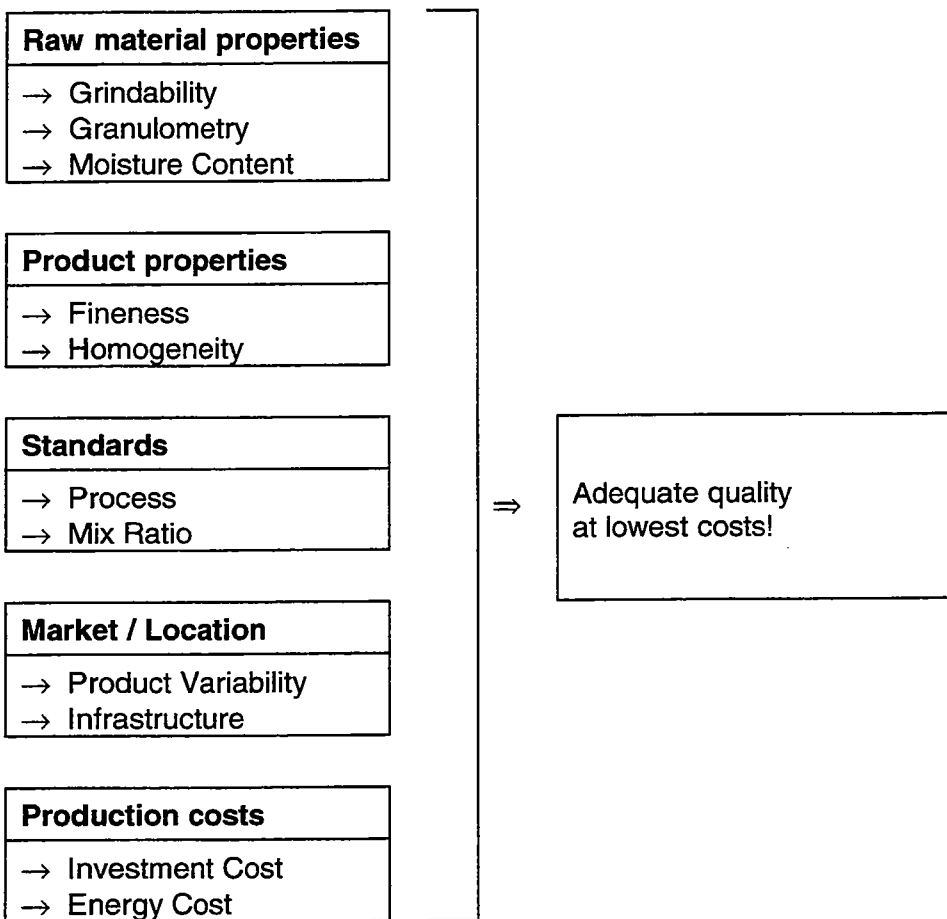 Raw material properties
→ Grindability
→ Granulometry
→ Moisture Content
Product properties
→ Fineness
→ Homogeneity
Standards
→ Process
→ Mix Ratio
⇒
Adequate quality
at lowest costs!
Market / Location
→ Product Variability
→ Infrastructure
Production costs
→ Investment Cost
→ Energy Cost